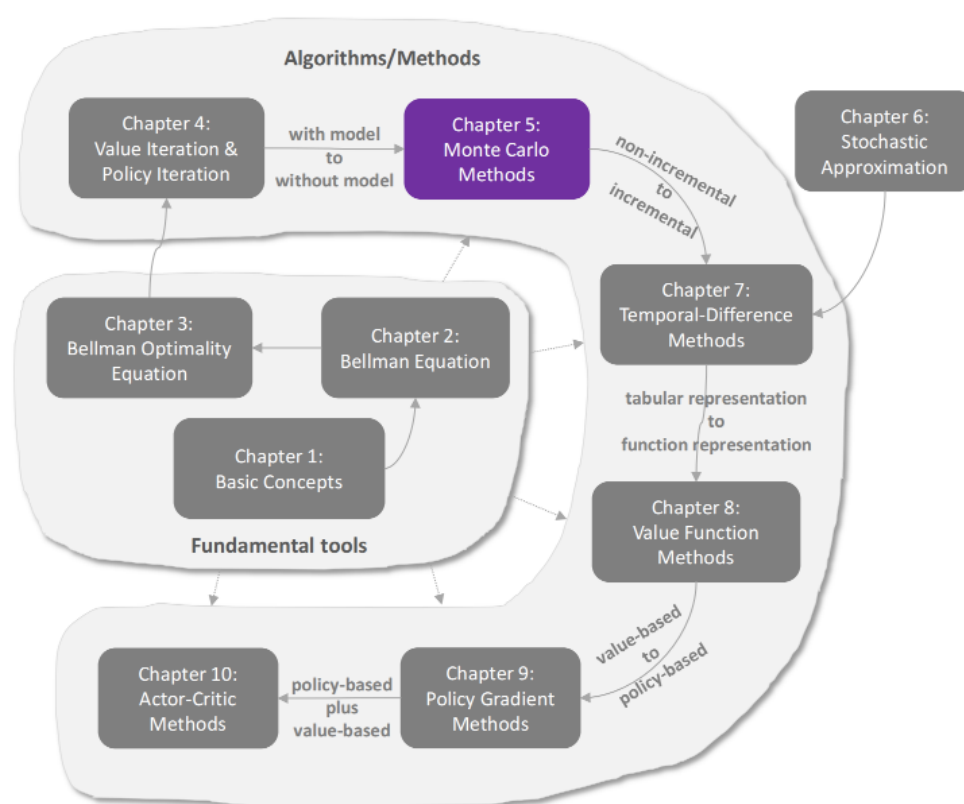 Algorithms/Methods
Chapter 4:
Value Iteration &
Policy Iteration
with model
to
without model
Chapter 5:
Monte Carlo
Methods
non-incremental
to
incremental
Chapter 6:
Stochastic
Approximation
Chapter 3:
Bellman Optimality
Equation
Chapter 2:
Bellman Equation
Chapter 1:
Basic Concepts
Fundamental tools
Chapter 7:
Temporal-Difference
Methods
tabular representation
to
function representation
Chapter 8:
Value Function
Methods
value-based
to
policy-based
Chapter 9:
Policy Gradient
Methods
policy-based
plus
value-based
Chapter 10:
Actor-Critic
Methods